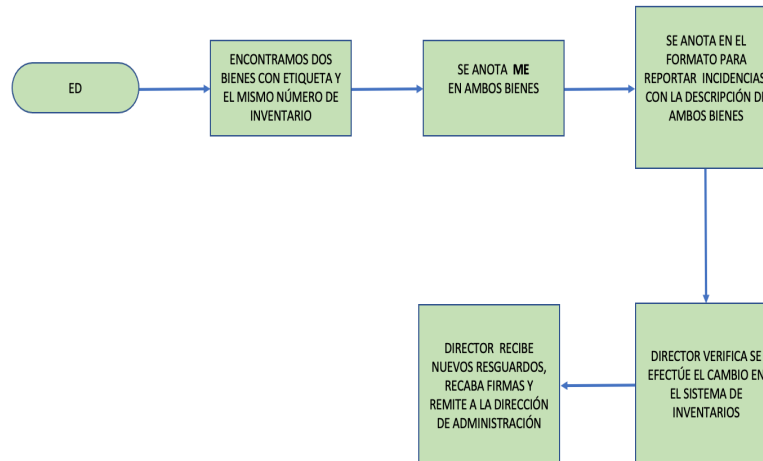 ED
ENCONTRAMOS DOS
BIENES CON ETIQUETA Y
EL MISMO NÚMERO DE
INVENTARIO
SE ANOTA ME
EN AMBOS BIENES
SE ANOTA EN EL
FORMATO PARA
REPORTAR INCIDENCIAS
CON LA DESCRIPCIÓN DE
AMBOS BIENES
DIRECTOR VERIFICA SE
EFECTÚE EL CAMBIO EN
EL SISTEMA DE
INVENTARIOS
DIRECTOR RECIBE
NUEVOS RESGUARDOS,
RECABA FIRMAS Y
REMITE A LA DIRECCIÓN
DE ADMINISTRACIÓN